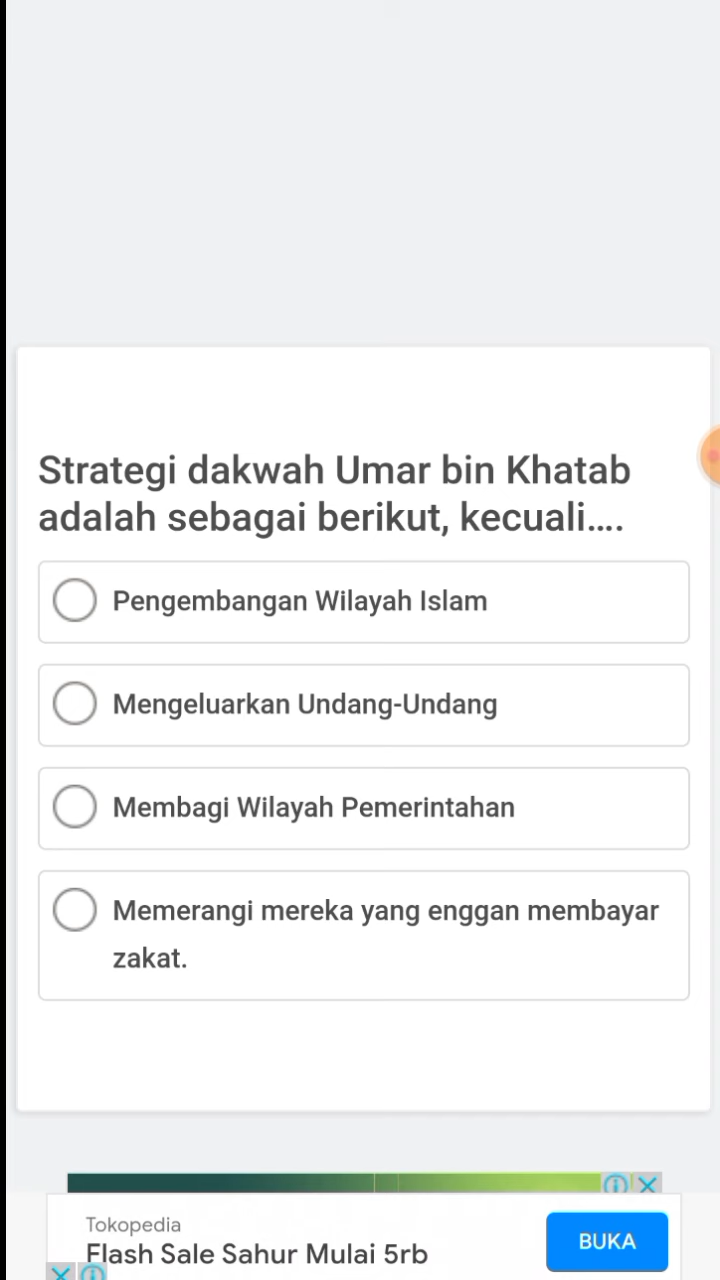 Strategi dakwah Umar bin Khatab
adalah sebagai berikut, kecuali....
Pengembangan Wilayah Islam
Mengeluarkan Undang-Undang
Membagi Wilayah Pemerintahan
Memerangi mereka yang enggan membayar
zakat.
Tokopedia
Flash Sale Sahur Mulai 5rb
BUKA